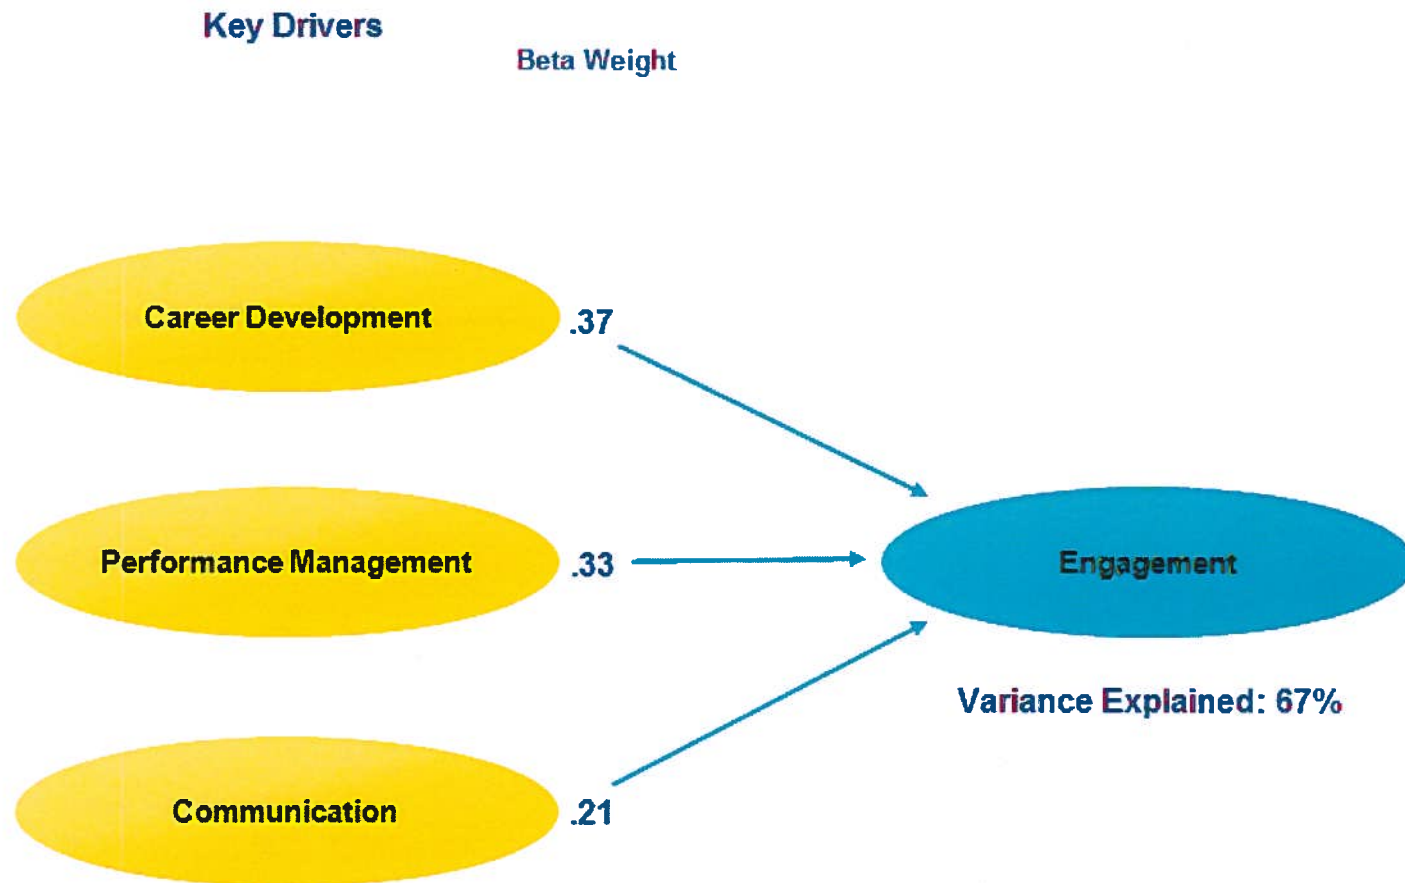 Key Drivers
Beta Weight
Career Development
.37
Performance Management
.33
Engagement
Variance Explained: 67%
Communication
.21